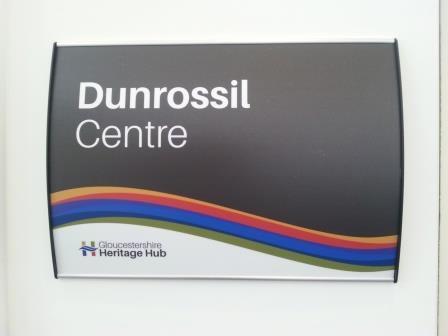 Dunrossil
Centre
Gloucestershire
Heritage Hub